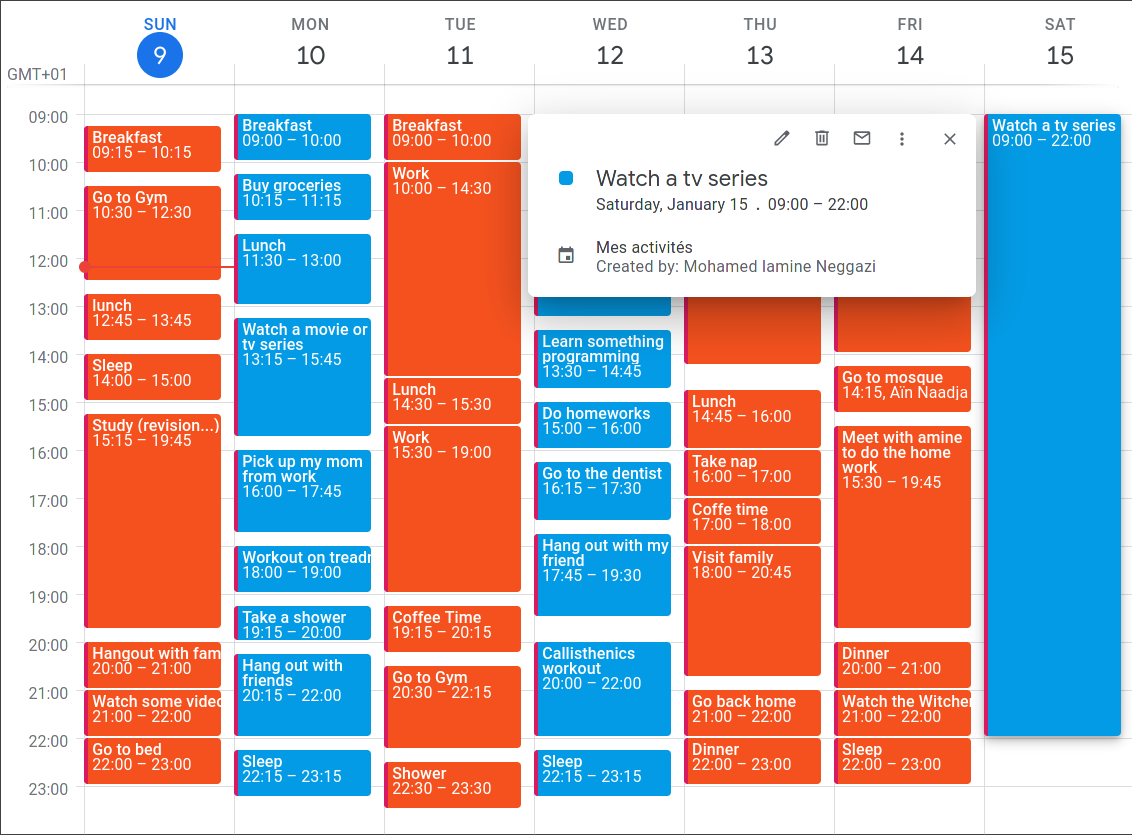 SUN
MON
TUE
WED
THU
FRI
SAT
9
10
11
12
13
14
15
GMT+01
09:00
10:00
11:00
12:00
13:00
14:00
15:00
16:00
17:00
18:00
19:00
20:00
21:00
22:00
23:00
Breakfast
09:15 – 10:15
Go to Gym
10:30 – 12:30
lunch
12:45 – 13:45
Sleep
14:00 – 15:00
Study (revision...)
15:15 – 19:45
Hangout with fam
20:00 – 21:00
Watch some videc
21:00 – 22:00
Go to bed
22:00 – 23:00
Breakfast
09:00 – 10:00
Buy groceries
10:15 – 11:15
Lunch
11:30 – 13:00
Watch a movie or
tv series
13:15 – 15:45
Pick up my mom
from work
16:00 – 17:45
Workout on treadr
18:00 – 19:00
Take a shower
19:15 – 20:00
Hang out with
friends
20:15 – 22:00
Sleep
22:15 – 23:15
Breakfast
09:00 – 10:00
Work
10:00 – 14:30
Lunch
14:30 – 15:30
Work
15:30 – 19:00
Coffee Time
19:15 – 20:15
Go to Gym
20:30 – 22:15
Shower
22:30 – 23:30
Watch a tv series
Saturday, January 15 . 09:00 – 22:00
Mes activités
Created by: Mohamed lamine Neggazi
Learn something
programming
13:30 – 14:45
Do homeworks
15:00 – 16:00
Go to the dentist
16:15 – 17:30
Hang out with my
friend
17:45 – 19:30
Callisthenics
workout
20:00 – 22:00
Sleep
22:15 – 23:15
Lunch
14:45 – 16:00
Take nap
16:00 – 17:00
Coffe time
17:00 – 18:00
Visit family
18:00 – 20:45
Go back home
21:00 – 22:00
Dinner
22:00 – 23:00
Go to mosque
14:15, Aïn Naadja
Meet with amine
to do the home
work
15:30 – 19:45
Dinner
20:00 – 21:00
Watch the Witcher
21:00 – 22:00
Sleep
22:00 – 23:00
Watch a tv series
09:00 – 22:00